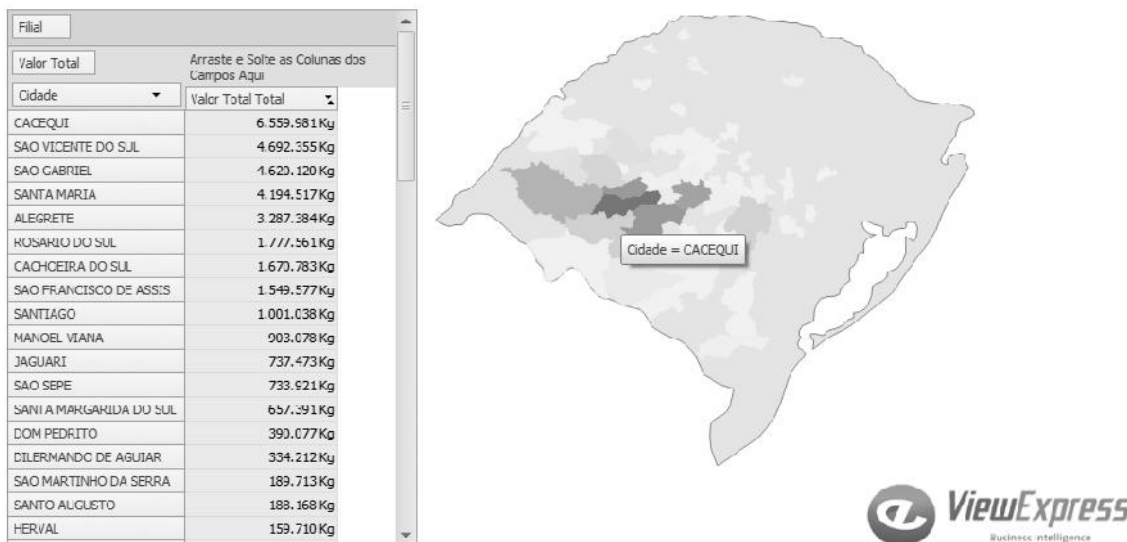 Filial
Valor Total
Arraste e Solte as Colunas dos
Campos Aqui
Cidade
Valor Total Total
CACEQUI 6.559.981Kg
SAO VICENTE DO SUL 4.692.355Kg
SAO GABRIEL 4.620.120Kg
SANTA MARIA 4.194.517Kg
ALEGRETE 3.287.384Kg
ROSARIO DO SUL 1.777.561Kg
CACHOEIRA DO SUL 1.670.783Kg
SAO FRANCISCO DE ASSIS 1.549.577Kg
SANTIAGO 1.001.038Kg
MANOEL VIANA 903.078Kg
JAGUARI 737.473Kg
SAO SEPE 733.921Kg
SANTA MARGARIDA DO SUL 657.391Kg
DOM PEDRITO 390.077Kg
DILERMANDO DE AGUIAR 334.212Kg
SAO MARTINHO DA SERRA 189.713Kg
SANTO AUGUSTO 188.168Kg
HERVAL 159.710Kg
Cidade = CACEQUI
ViewExpress
Business Intelligence